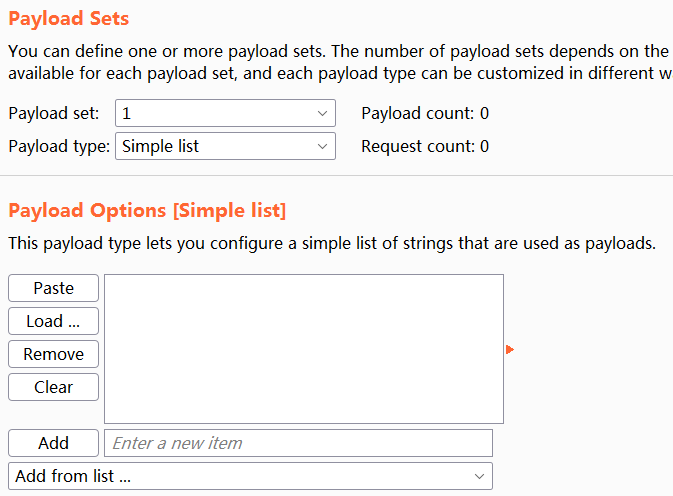 Payload Sets
You can define one or more payload sets. The number of payload sets depends on the
available for each payload set, and each payload type can be customized in different w
Payload set: 1 Payload count: 0
Payload type: Simple list Request count: 0
Payload Options [Simple list]
This payload type lets you configure a simple list of strings that are used as payloads.
Paste
Load ...
Remove
Clear
Add Enter a new item
Add from list ...